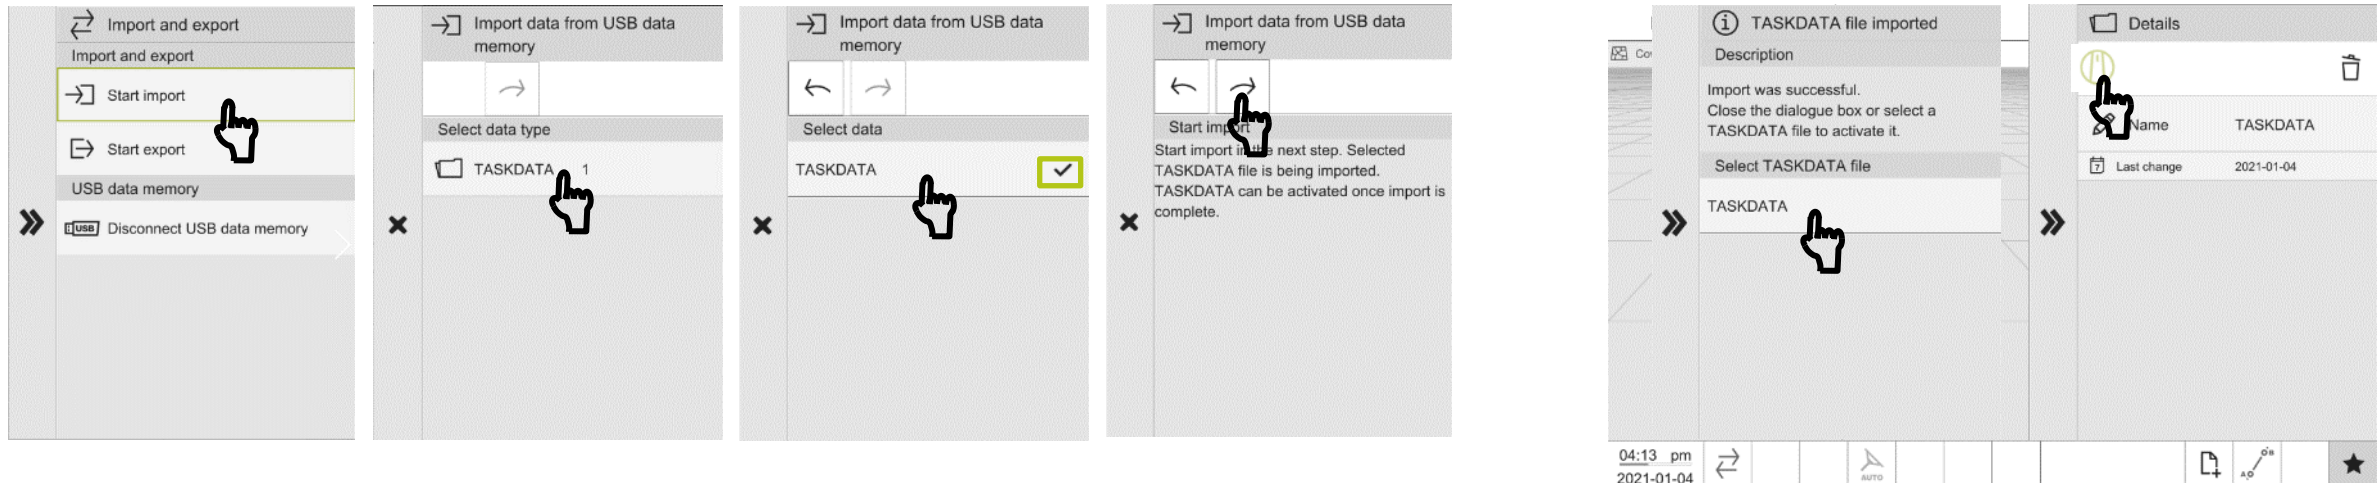 Import and export
Import and export
Start import
Start export
USB data memory
USB
Disconnect USB data memory
Import data from USB data
memory
Select data type
TASKDATA 1
Import data from USB data
memory
Select data
TASKDATA
Import data from USB data
memory
Start import
Start import in the next step. Selected
TASKDATA file is being imported.
TASKDATA can be activated once import is
complete.
TASKDATA file imported
Description
Import was successful.
Close the dialogue box or select a
TASKDATA file to activate it.
Select TASKDATA file
TASKDATA
Details
Name TASKDATA
7 Last change 2021-01-04
04:13 pm
2021-01-04
AUTO
A B